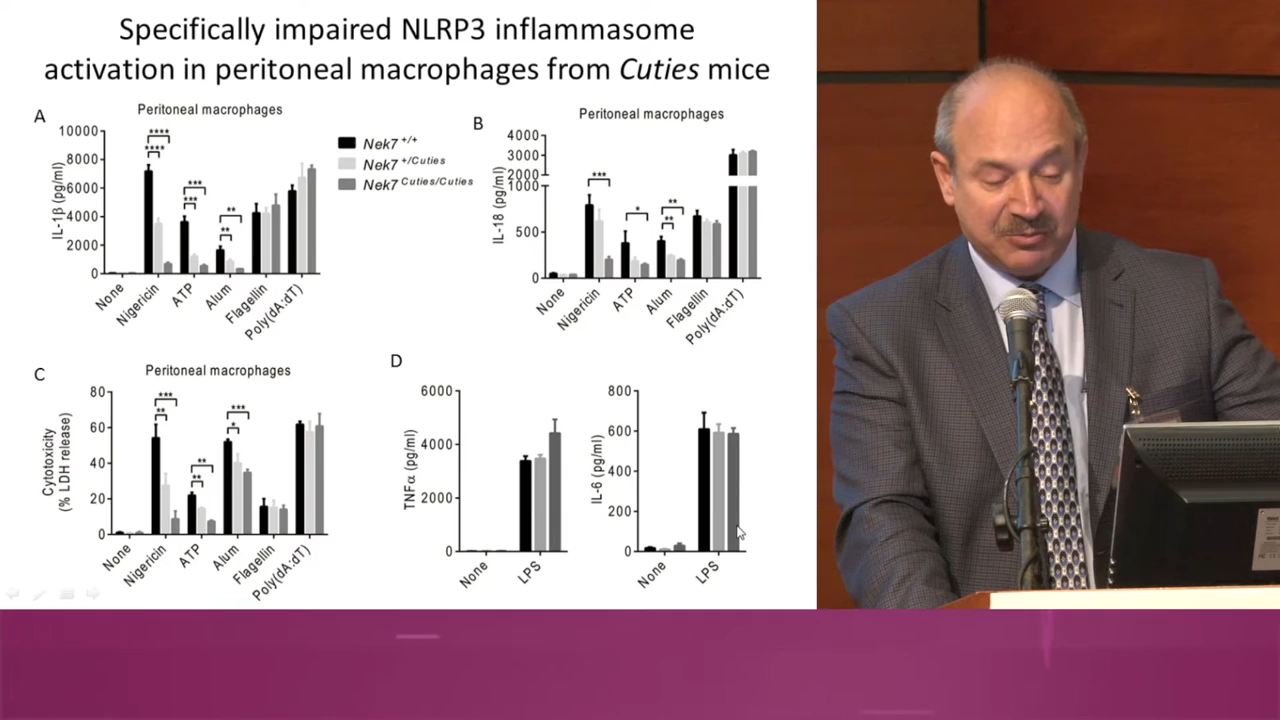 Specifically impaired NLRP3 inflammasome
activation in peritoneal macrophages from Cuties mice
A
Peritoneal macrophages
10000
8000
6000
4000
2000
0
IL-1β (pg/ml)
****
****
***
***
**
**
None
Nigericin
ATP
Alum
Flagellin
Poly(dA:dT)
Nek7 +/+
Nek7 +/Cuties
Nek7 Cuties/Cuties
B
Peritoneal macrophages
4000
3000
2000
1000
500
0
IL-18 (pg/ml)
***
*
**
**
None
Nigericin
ATP
Alum
Flagellin
Poly(dA:dT)
C
Peritoneal macrophages
80
60
40
20
0
Cytotoxicity
(% LDH release)
***
**
**
**
***
*
None
Nigericin
ATP
Alum
Flagellin
Poly(dA:dT)
D
6000
4000
2000
0
TNFα (pg/ml)
None
LPS
800
600
400
200
0
IL-6 (pg/ml)
None
LPS